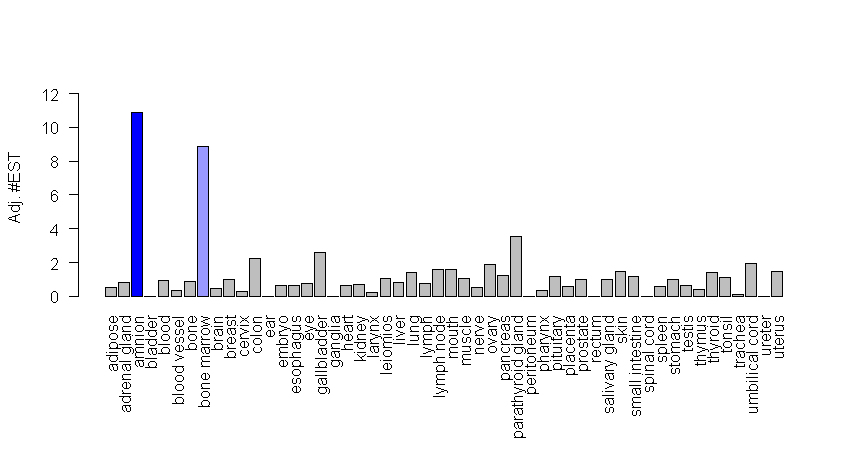 Adj. #EST
12
10
8
6
4
2
0
adipose
adrenal gland
amnion
bladder
blood
blood vessel
bone
bone marrow
brain
breast
cervix
colon
ear
embryo
esophagus
eye
gallbladder
ganglia
heart
kidney
larynx
leiomios
liver
lung
lymph
lymph node
mouth
muscle
nerve
ovary
pancreas
parathyroid gland
peritoneum
pharynx
pituitary
placenta
prostate
rectum
salivary gland
skin
small intestine
spinal cord
spleen
stomach
testis
thymus
thyroid
tonsil
trachea
umbilical cord
ureter
uterus